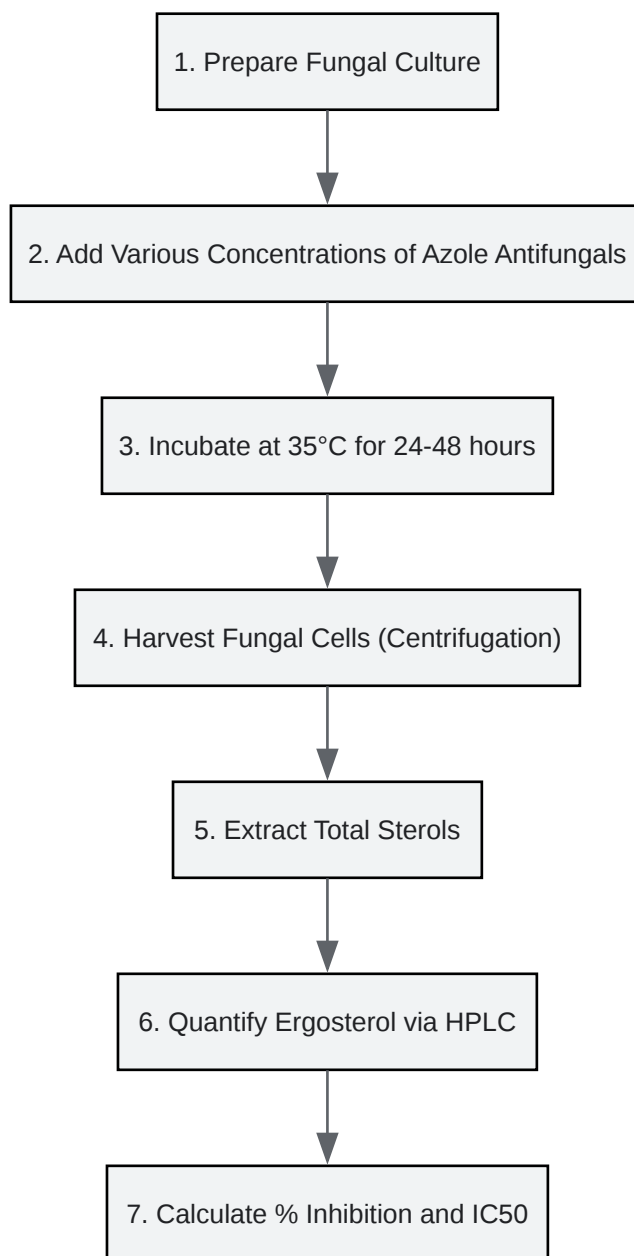 1. Prepare Fungal Culture
2. Add Various Concentrations of Azole Antifungals
3. Incubate at 35°C for 24-48 hours
4. Harvest Fungal Cells (Centrifugation)
5. Extract Total Sterols
6. Quantify Ergosterol via HPLC
7. Calculate % Inhibition and IC50